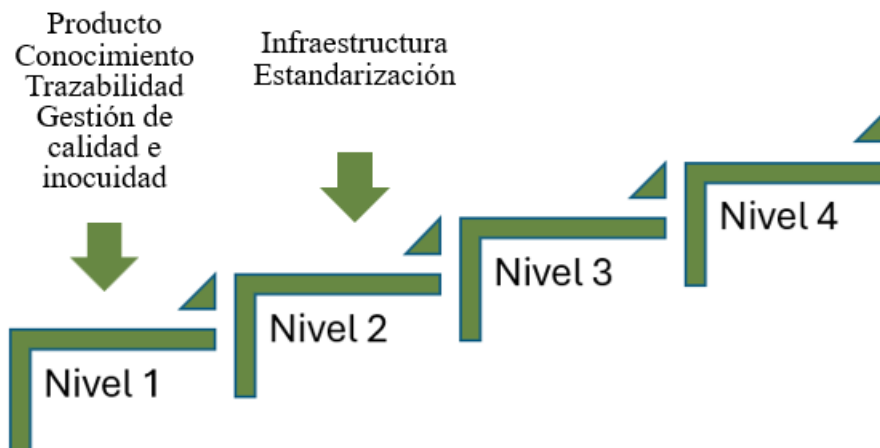 Producto
Conocimiento
Trazabilidad
Gestión de
calidad e
inocuidad
Infraestructura
Estandarización
Nivel 1
Nivel 2
Nivel 3
Nivel 4